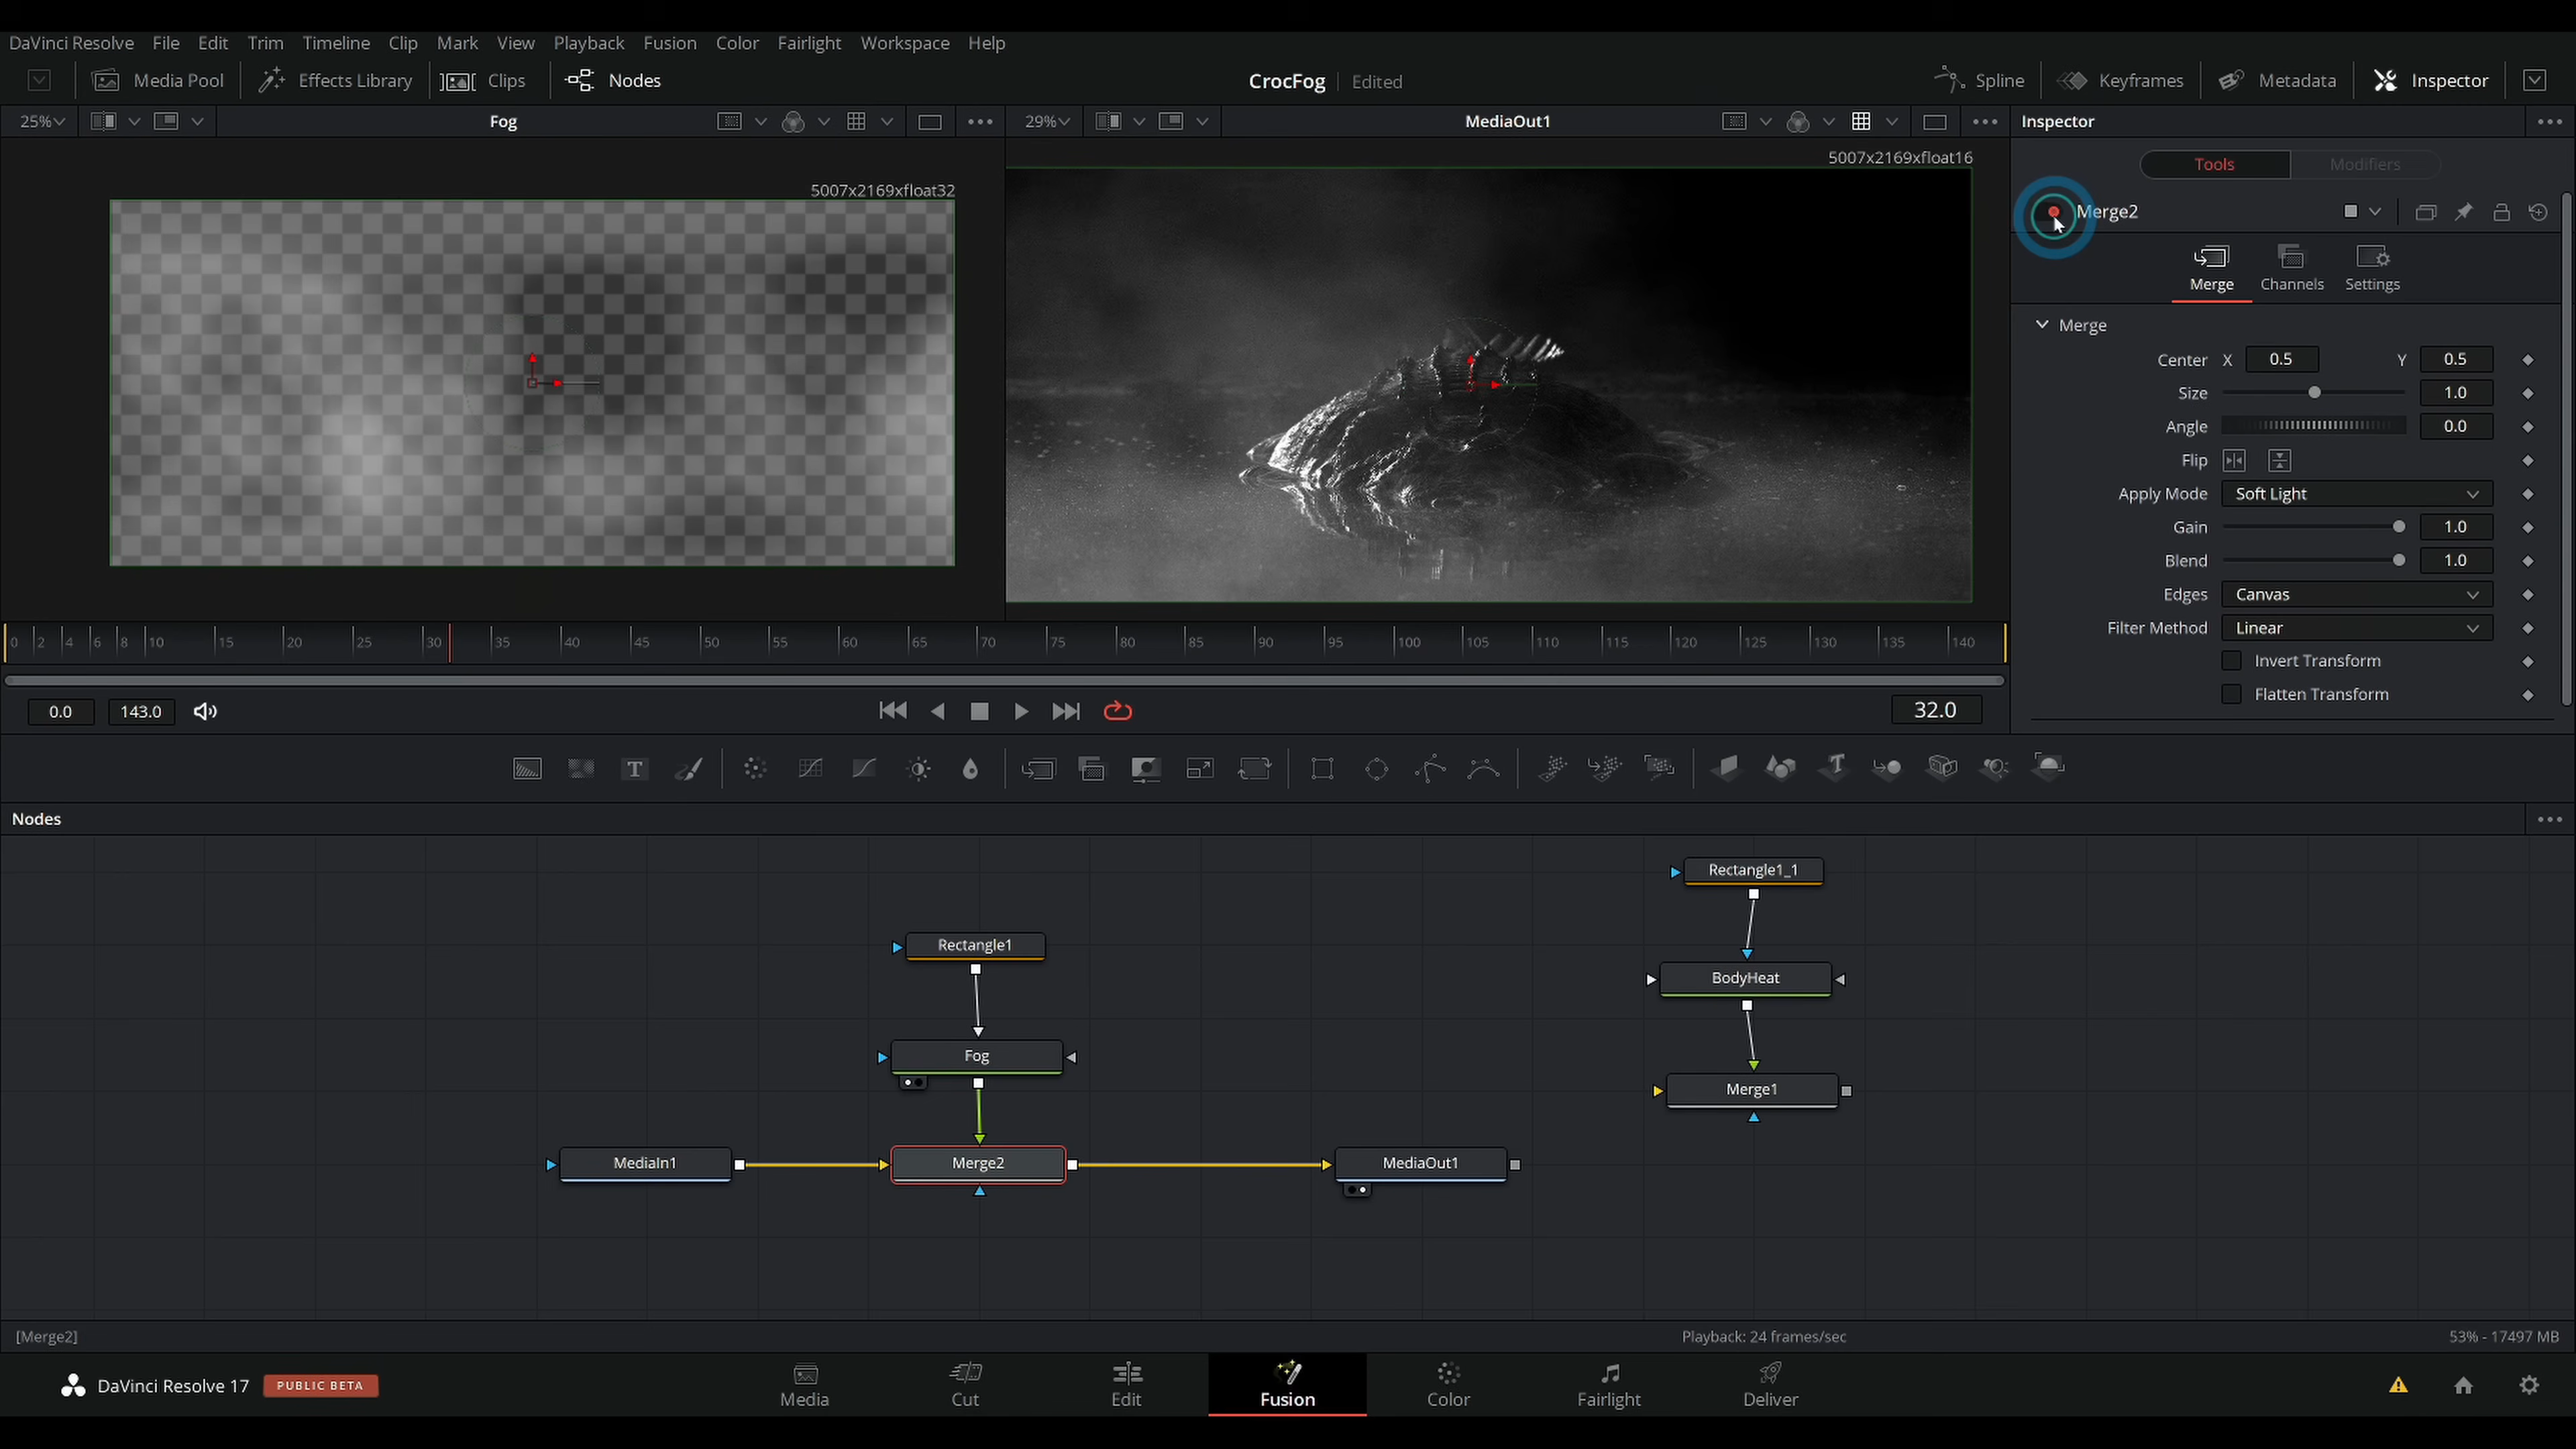 DaVinci Resolve File Edit Trim Timeline Clip Mark View Playback Fusion Color Fairlight Workspace Help
Media Pool Effects Library Clips Nodes CrocFog Edited Spline Keyframes Metadata Inspector
25% Fog 29% MediaOut1 Inspector
5007x2169xfloat16
Tools Modifiers
5007x2169xfloat32
Merge2
Merge Channels Settings
Merge
Center X 0.5 Y 0.5
Size 1.0
Angle 0.0
Flip
Apply Mode Soft Light
Gain 1.0
Blend 1.0
Edges Canvas
Filter Method Linear
Invert Transform
Flatten Transform
0 2 4 6 8 10 15 20 25 30 35 40 45 50 55 60 65 70 75 80 85 90 95 100 105 110 115 120 125 130 135 140
0.0 143.0 32.0
T T
Nodes
Rectangle1_1
Rectangle1
BodyHeat
Fog
Merge1
MediaIn1 Merge2 MediaOut1
[Merge2] Playback: 24 frames/sec 53% - 17497 MB
DaVinci Resolve 17 PUBLIC BETA Media Cut Edit Fusion Color Fairlight Deliver